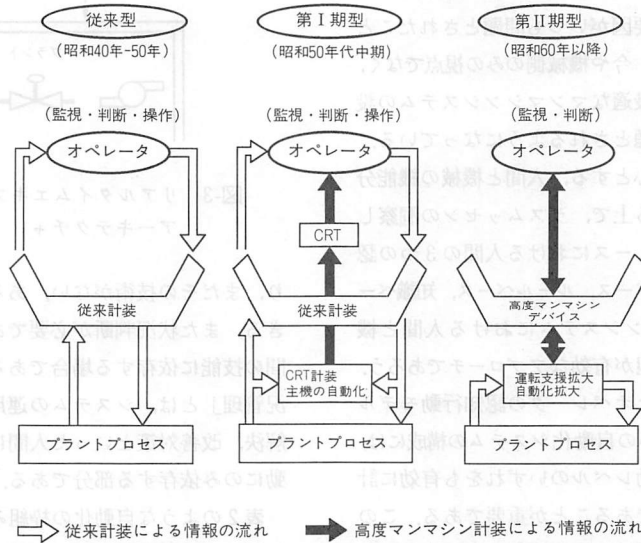 従来型
(昭和40年-50年)
(監視・判断・操作)
オペレータ
従来計装
プラントプロセス
第Ⅰ期型
(昭和50年代中期)
(監視・判断・操作)
オペレータ
CRT
従来計装
CRT計装
主機の自動化
プラントプロセス
第Ⅱ期型
(昭和60年以降)
(監視・判断)
オペレータ
高度マンマシン
デバイス
運転支援拡大
自動化拡大
プラントプロセス
従来計装による情報の流れ
高度マンマシン計装による情報の流れ